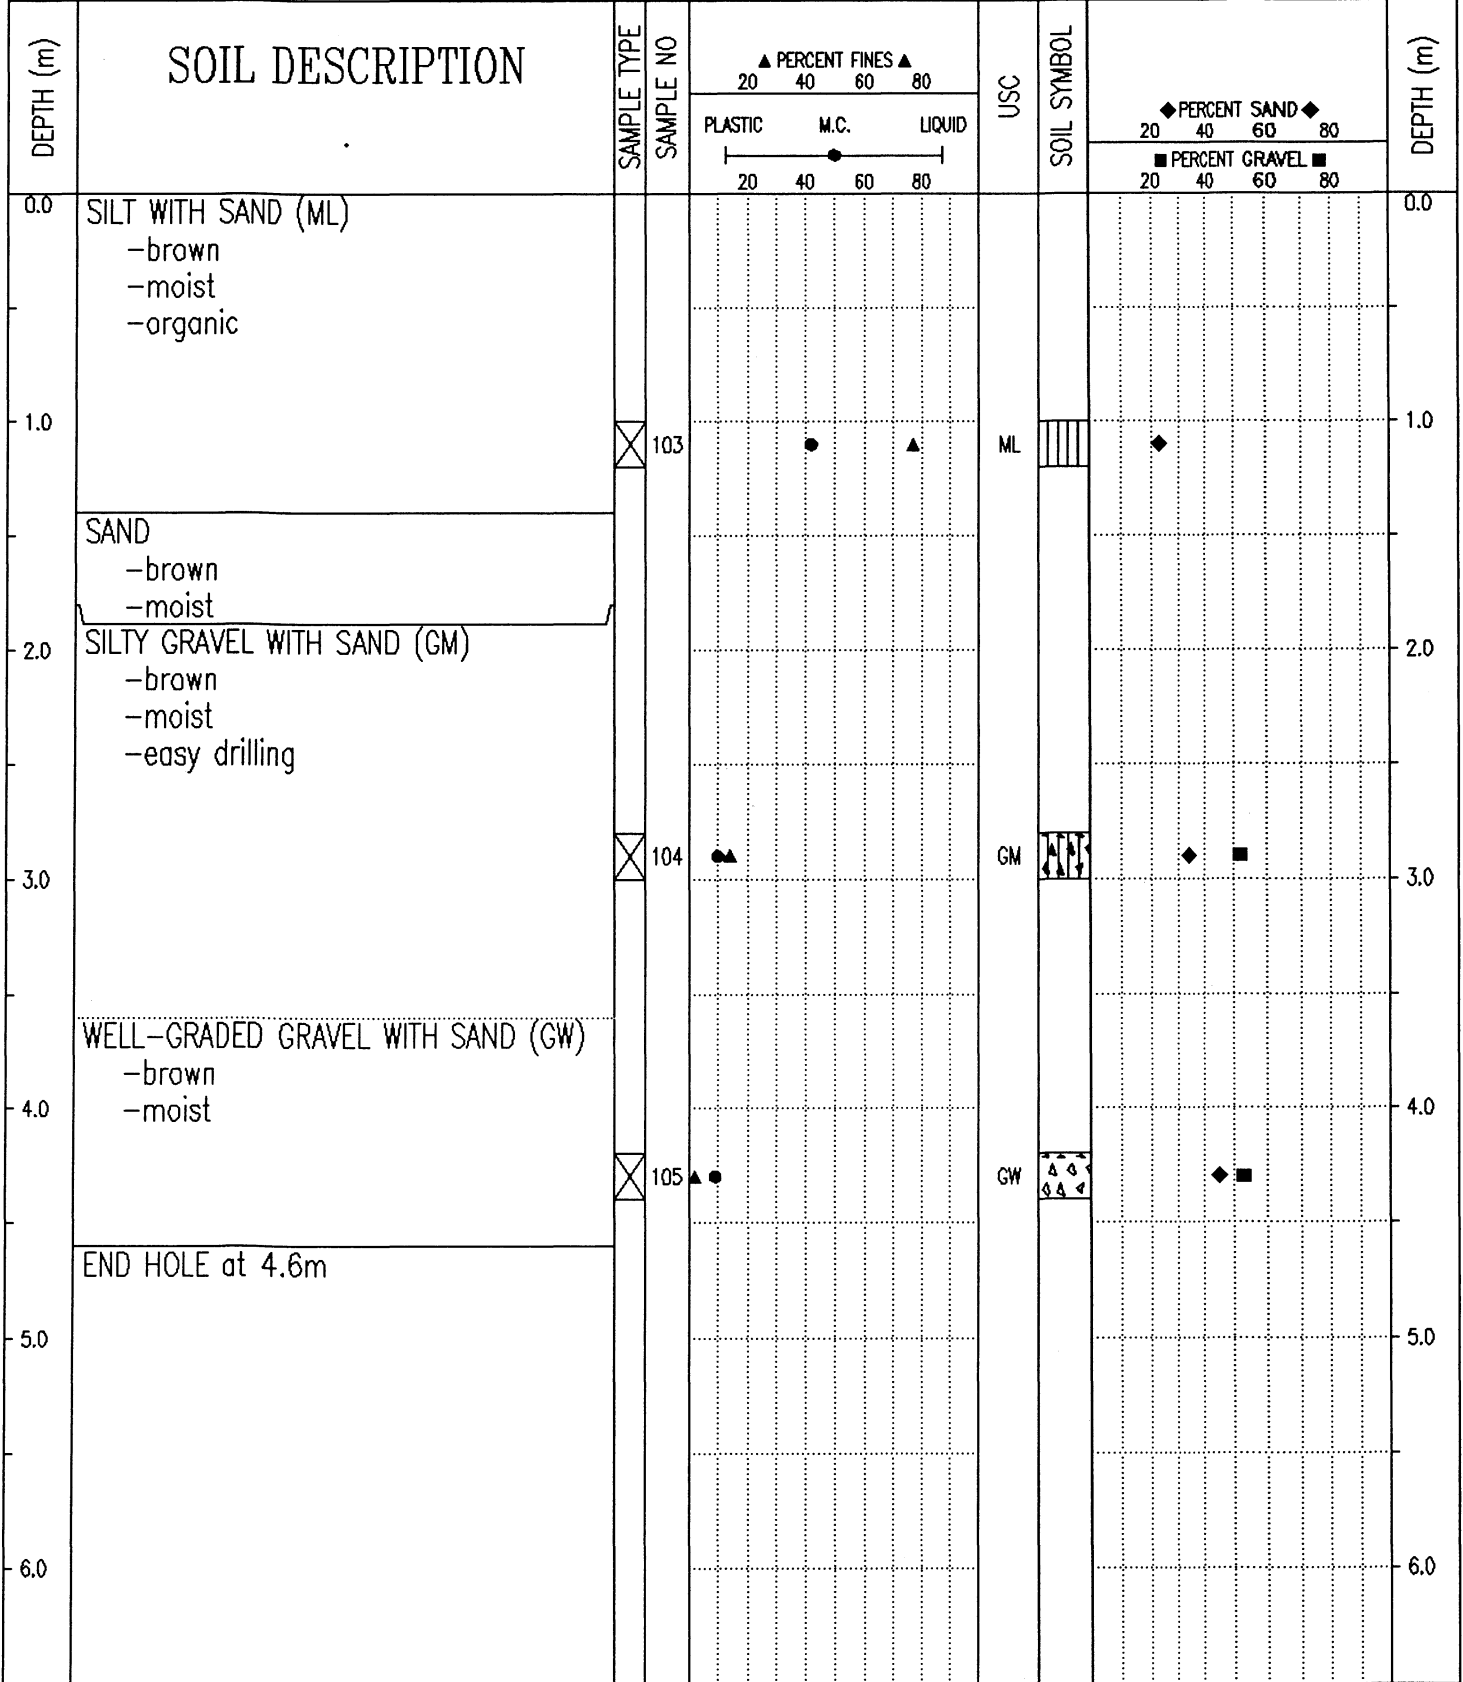 DEPTH (m)
SOIL DESCRIPTION
SAMPLE TYPE
SAMPLE NO
▲ PERCENT FINES ▲
20 40 60 80
PLASTIC M.C. LIQUID
20 40 60 80
USC
SOIL SYMBOL
◆ PERCENT SAND ◆
20 40 60 80
■ PERCENT GRAVEL ■
20 40 60 80
DEPTH (m)
0.0 SILT WITH SAND (ML) 0.0
-brown
-moist
-organic
1.0 1.0
103 ML
SAND
-brown
-moist
SILTY GRAVEL WITH SAND (GM)
2.0 2.0
-brown
-moist
-easy drilling
104 GM
3.0 3.0
WELL-GRADED GRAVEL WITH SAND (GW)
-brown
4.0 -moist 4.0
105 GW
END HOLE at 4.6m
5.0 5.0
6.0 6.0